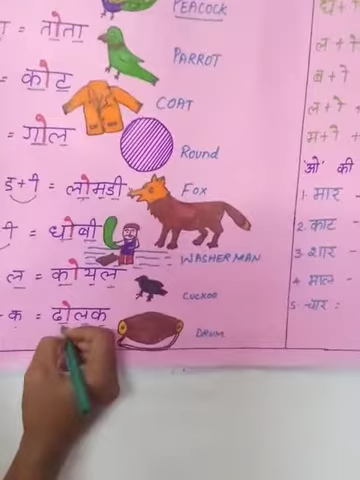 PEACOCK
= तोता PARROT
= कोट COAT
= गोल Round
ड़+ी = लोमड़ी Fox
ी = धोबी WASHERMAN
ल = कोयल CUCKOO
- क = ढोलक DRUM
ल +
ब +
ल +
म + +
'ओ' की
1. मार
2. काट -
3. शार -
4. माल -
5. चार :